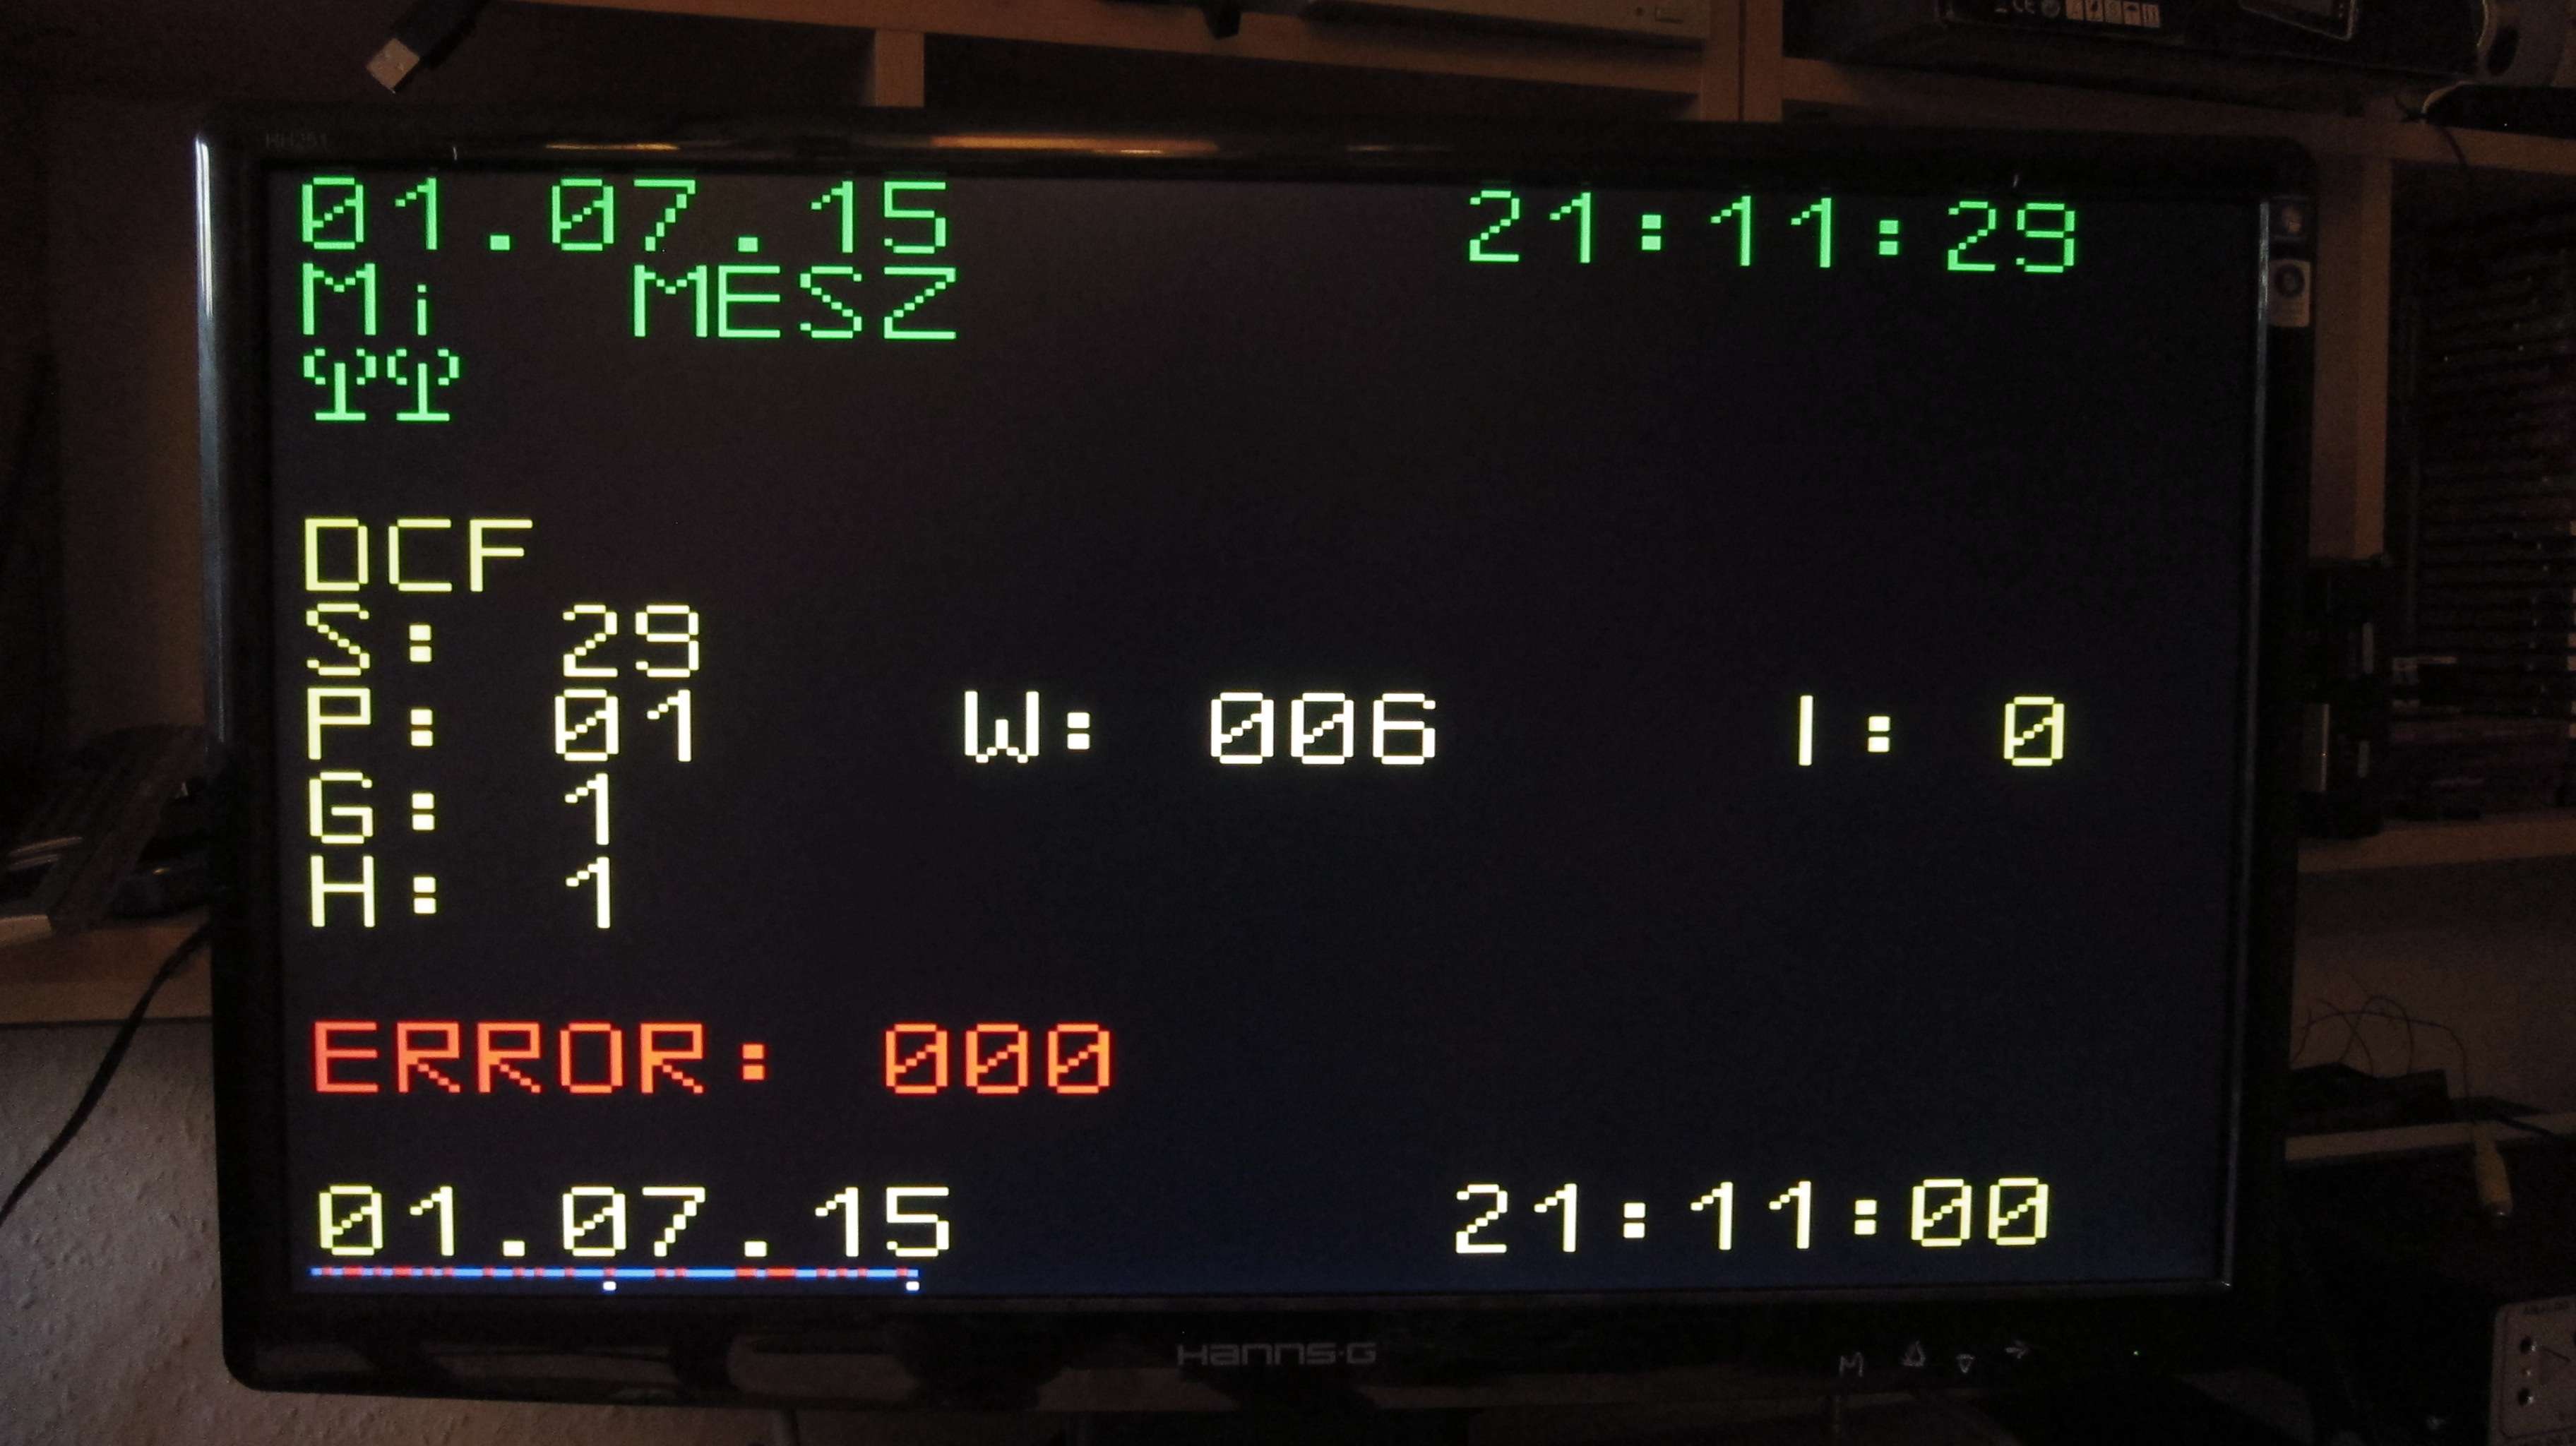 01.07.15 21:11:29
Mi MESZ
DCF
S: 29
P: 01 W: 006 I: 0
G: 1
H: 1
ERROR: 000
01.07.15 21:11:00
HANNS·G
M